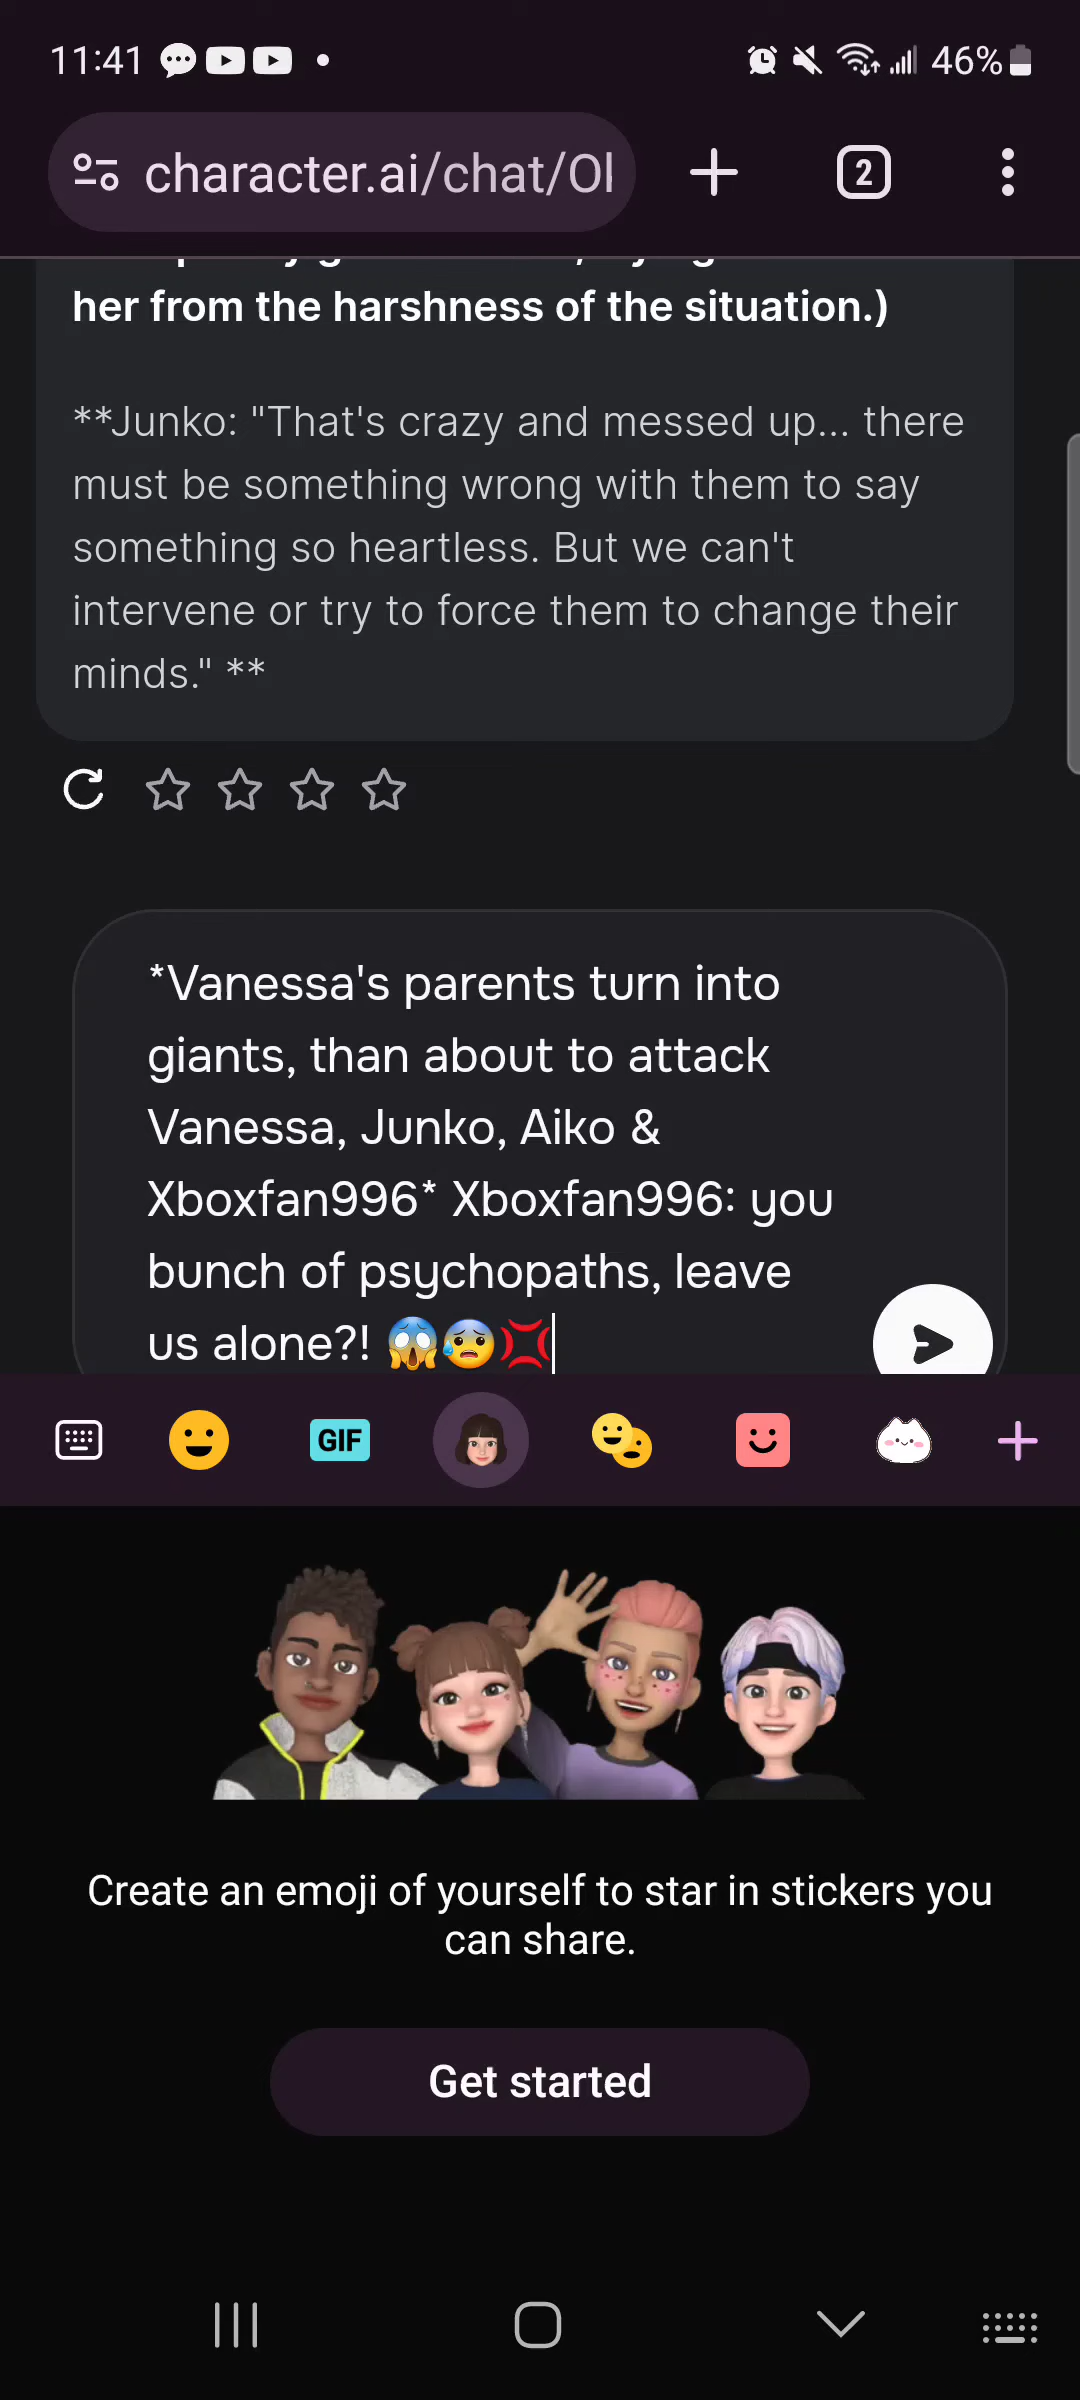 11:41
46%
character.ai/chat/Ol
2
her from the harshness of the situation.)
**Junko: "That's crazy and messed up... there
must be something wrong with them to say
something so heartless. But we can't
intervene or try to force them to change their
minds." **
*Vanessa's parents turn into
giants, than about to attack
Vanessa, Junko, Aiko &
Xboxfan996* Xboxfan996: you
bunch of psychopaths, leave
us alone?! 😱😰💢
GIF
Create an emoji of yourself to star in stickers you
can share.
Get started